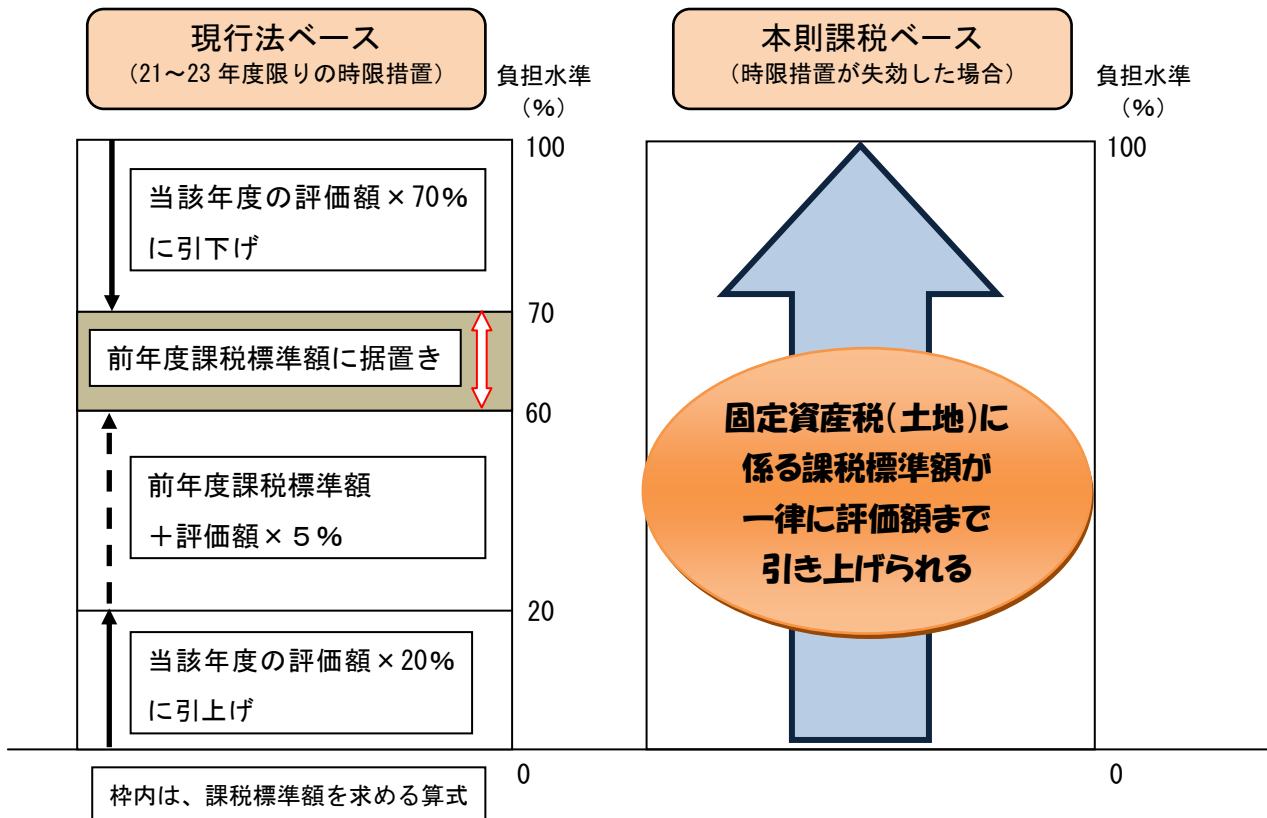 現行法ベース
(21～23年度限りの時限措置)
負担水準
(％)
100
当該年度の評価額×70%
に引下げ
70
前年度課税標準額に据置き
60
前年度課税標準額
＋評価額×５%
20
当該年度の評価額×20%
に引上げ
0
枠内は、課税標準額を求める算式
本則課税ベース
(時限措置が失効した場合)
負担水準
(％)
100
固定資産税(土地)に
係る課税標準額が
一律に評価額まで
引き上げられる
0